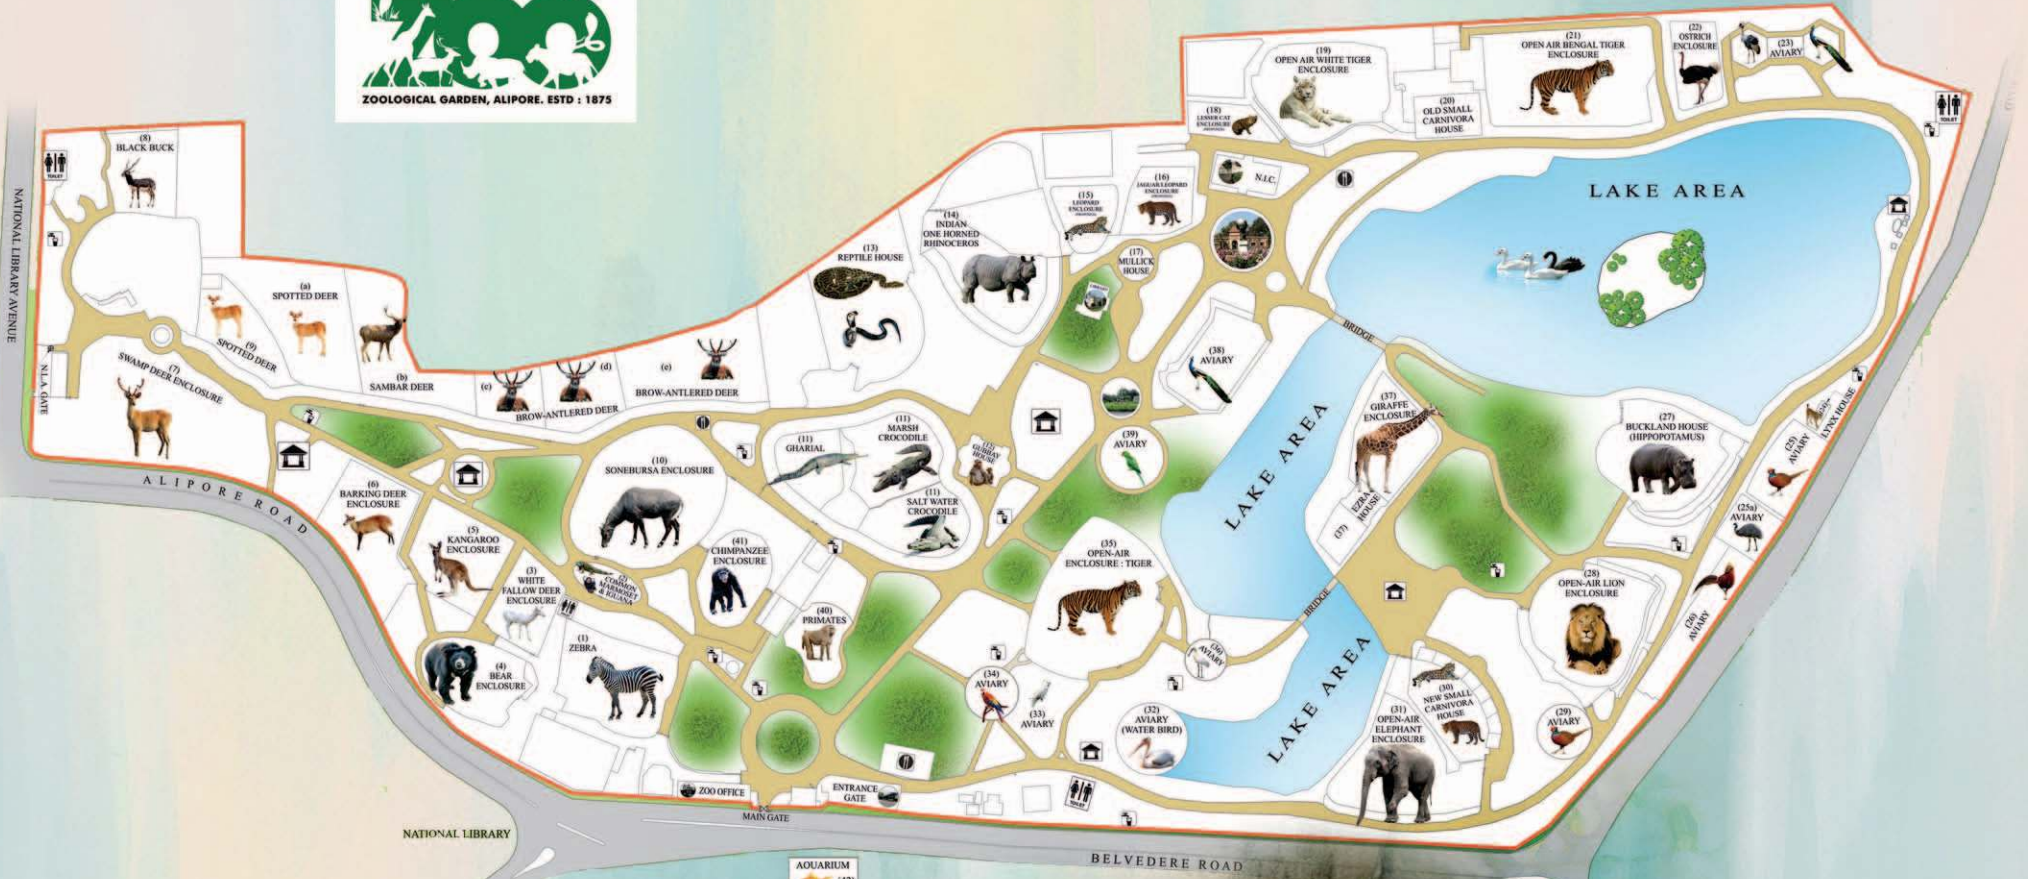 ZOO
ZOOLOGICAL GARDEN, ALIPORE. ESTD : 1875
NATIONAL LIBRARY AVENUE
N.L.A. GATE
TOILET
(8)
BLACK BUCK
(a)
SPOTTED DEER
(9)
SPOTTED DEER
(b)
SAMBAR DEER
(c)
(d)
BROW-ANTLERED DEER
(e)
BROW-ANTLERED DEER
(7)
SWAMP DEER ENCLOSURE
(13)
REPTILE HOUSE
(14)
INDIAN
ONE HORNED
RHINOCEROS
(15)
LEOPARD
ENCLOSURE
(16)
JAGUAR/LEOPARD
ENCLOSURE
(17)
MULLICK
HOUSE
(18)
LESSER CAT
ENCLOSURE
N.I.C.
(19)
OPEN AIR WHITE TIGER
ENCLOSURE
(20)
OLD SMALL
CARNIVORA
HOUSE
(21)
OPEN AIR BENGAL TIGER
ENCLOSURE
(22)
OSTRICH
ENCLOSURE
(23)
AVIARY
TOILET
LAKE AREA
BRIDGE
(38)
AVIARY
(37)
GIRAFFE
ENCLOSURE
EZRA
HOUSE
(37)
LAKE AREA
(27)
BUCKLAND HOUSE
(HIPPOPOTAMUS)
LYNX HOUSE
(25)
AVIARY
(25a)
AVIARY
(26)
AVIARY
(28)
OPEN-AIR LION
ENCLOSURE
(39)
AVIARY
(12)
GUBBAY
HOUSE
(11)
GHARIAL
(11)
MARSH
CROCODILE
(11)
SALT WATER
CROCODILE
(10)
SONEBURSA ENCLOSURE
(6)
BARKING DEER
ENCLOSURE
(5)
KANGAROO
ENCLOSURE
(3)
WHITE
FALLOW DEER
ENCLOSURE
(2)
COMMON
MARMOSET
& IGUANA
(41)
CHIMPANZEE
ENCLOSURE
(40)
PRIMATES
(1)
ZEBRA
(4)
BEAR
ENCLOSURE
(35)
OPEN-AIR
ENCLOSURE : TIGER
(36)
AVIARY
BRIDGE
LAKE AREA
(34)
AVIARY
(33)
AVIARY
(32)
AVIARY
(WATER BIRD)
(31)
OPEN-AIR
ELEPHANT
ENCLOSURE
(30)
NEW SMALL
CARNIVORA
HOUSE
(29)
AVIARY
TOILET
ZOO OFFICE
ENTRANCE
GATE
MAIN GATE
ALIPORE ROAD
NATIONAL LIBRARY
BELVEDERE ROAD
AQUARIUM